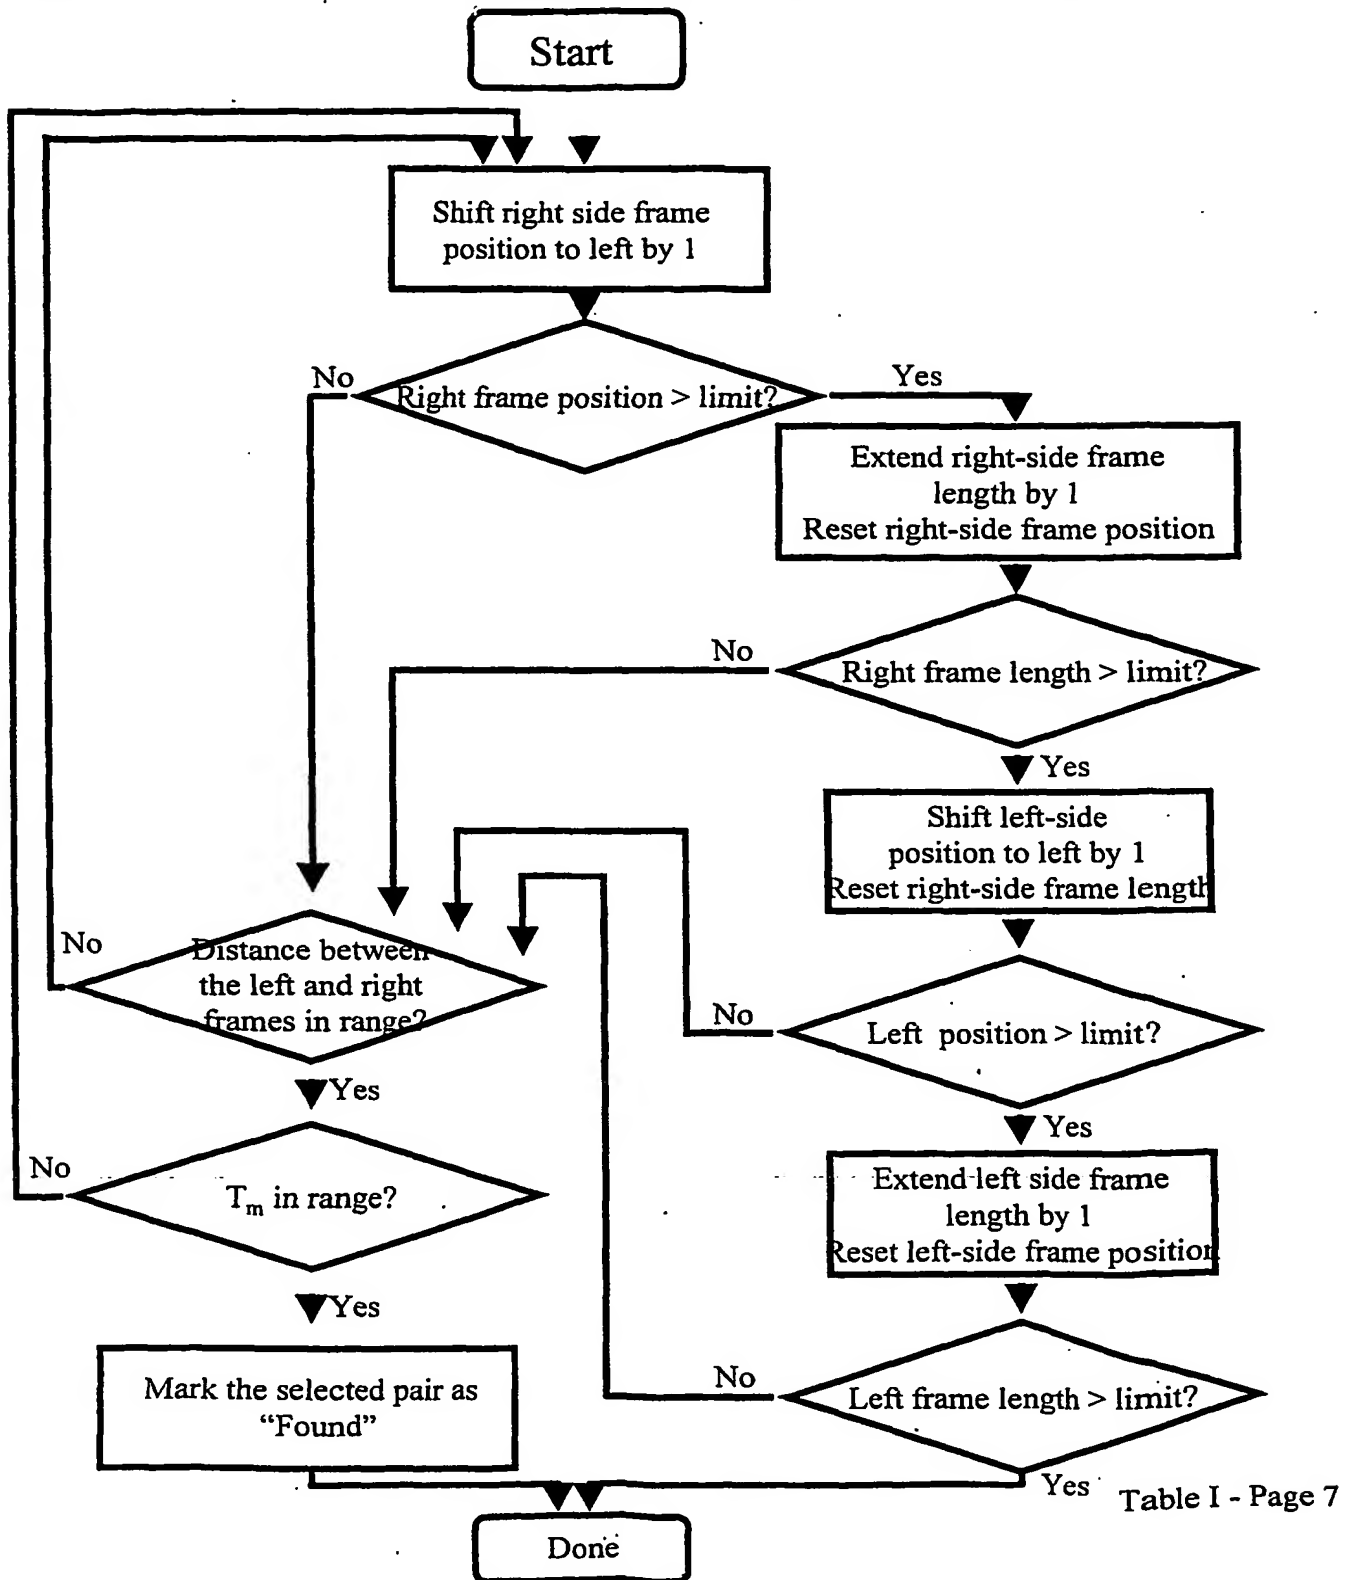 Start
Shift right side frame
position to left by 1
No
Right frame position > limit?
Yes
Extend right-side frame
length by 1
Reset right-side frame position
No
Right frame length > limit?
Yes
Shift left-side
position to left by 1
Reset right-side frame length
No
Distance between
the left and right
frames in range?
No
Left position > limit?
Yes
Yes
Extend left side frame
length by 1
Reset left-side frame position
No
Tm in range?
Yes
Mark the selected pair as
“Found”
No
Left frame length > limit?
Yes
Table I - Page 7
Done